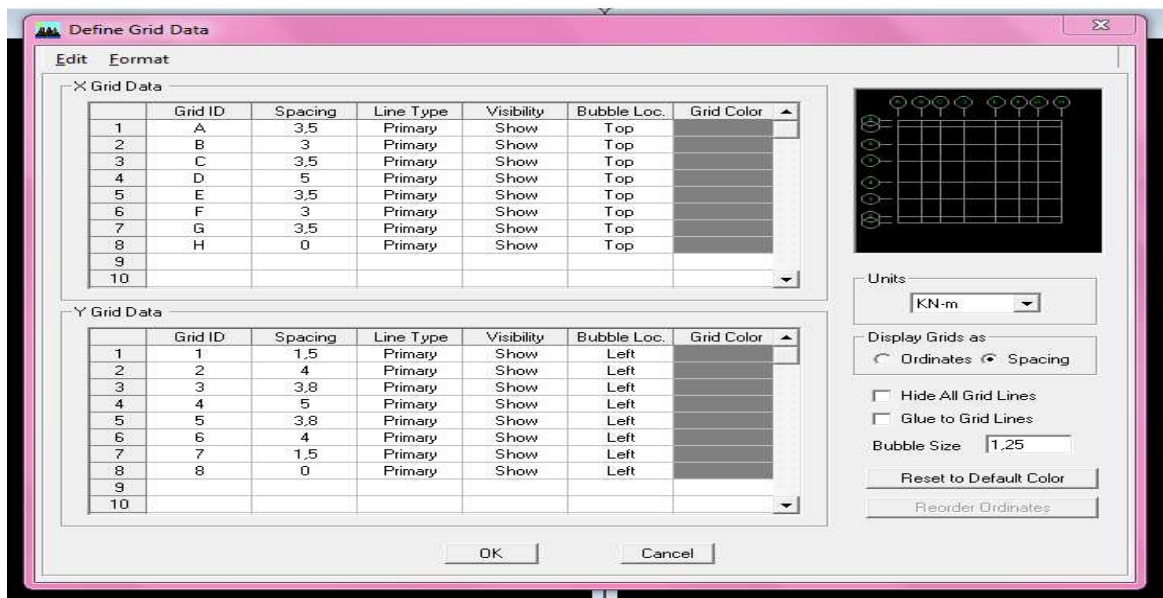 Define Grid Data
Edit Format
X Grid Data
Grid ID Spacing Line Type Visibility Bubble Loc. Grid Color
1 A 3,5 Primary Show Top
2 B 3 Primary Show Top
3 C 3,5 Primary Show Top
4 D 5 Primary Show Top
5 E 3,5 Primary Show Top
6 F 3 Primary Show Top
7 G 3,5 Primary Show Top
8 H 0 Primary Show Top
9
10
Y Grid Data
Grid ID Spacing Line Type Visibility Bubble Loc. Grid Color
1 1 1,5 Primary Show Left
2 2 4 Primary Show Left
3 3 3,8 Primary Show Left
4 4 5 Primary Show Left
5 5 3,8 Primary Show Left
6 6 4 Primary Show Left
7 7 1,5 Primary Show Left
8 8 0 Primary Show Left
9
10
Units
KN-m
Display Grids as
Ordinates Spacing
Hide All Grid Lines
Glue to Grid Lines
Bubble Size 1,25
Reset to Default Color
Reorder Ordinates
OK Cancel